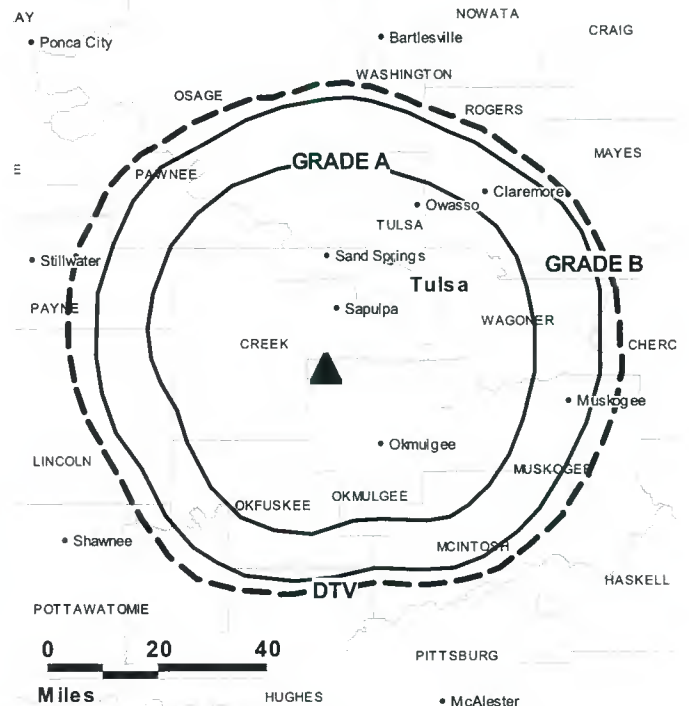 AY
NOWATA
Ponca City
Bartlesville
CRAIG
WASHINGTON
OSAGE
ROGERS
MAYES
E
GRADE A
PAWNEE
Claremore
Owasso
TULSA
Stillwater
Sand Springs
GRADE B
Tulsa
PAYNE
Sapulpa
WAGONER
CREEK
CHERC
Muskogee
Okmulgee
LINCOLN
MUSKOGEE
OKFUSKEE
OKMULGEE
Shawnee
MCINTOSH
HASKELL
DTV
POTTAWATOMIE
0 20 40
PITTSBURG
Miles
HUGHES
McAlester